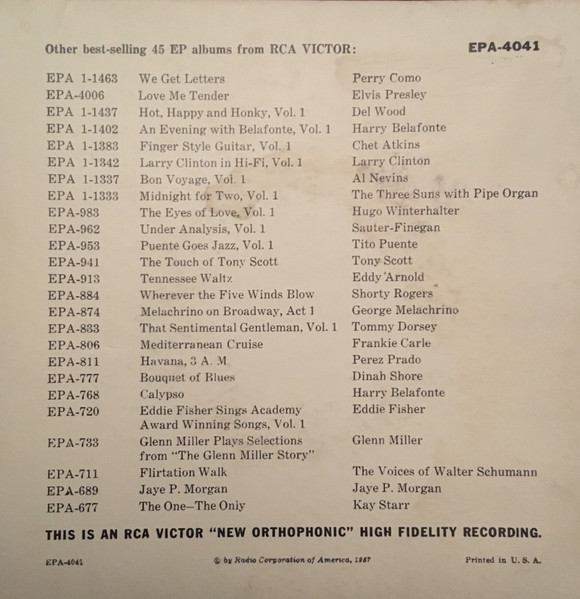 Other best-selling 45 EP albums from RCA VICTOR: EPA-4041
EPA 1-1463 We Get Letters Perry Como
EPA-4006 Love Me Tender Elvis Presley
EPA 1-1437 Hot, Happy and Honky, Vol. 1 Del Wood
EPA 1-1402 An Evening with Belafonte, Vol. 1 Harry Belafonte
EPA 1-1383 Finger Style Guitar, Vol. 1 Chet Atkins
EPA 1-1342 Larry Clinton in Hi-Fi, Vol. 1 Larry Clinton
EPA 1-1337 Bon Voyage, Vol. 1 Al Nevins
EPA 1-1333 Midnight for Two, Vol. 1 The Three Suns with Pipe Organ
EPA-983 The Eyes of Love, Vol. 1 Hugo Winterhalter
EPA-962 Under Analysis, Vol. 1 Sauter-Finegan
EPA-953 Puente Goes Jazz, Vol. 1 Tito Puente
EPA-941 The Touch of Tony Scott Tony Scott
EPA-913 Tennessee Waltz Eddy Arnold
EPA-884 Wherever the Five Winds Blow Shorty Rogers
EPA-874 Melachrino on Broadway, Act 1 George Melachrino
EPA-833 That Sentimental Gentleman, Vol. 1 Tommy Dorsey
EPA-806 Mediterranean Cruise Frankie Carle
EPA-811 Havana, 3 A. M. Perez Prado
EPA-777 Bouquet of Blues Dinah Shore
EPA-768 Calypso Harry Belafonte
EPA-720 Eddie Fisher Sings Academy Eddie Fisher
Award Winning Songs, Vol. 1
EPA-733 Glenn Miller Plays Selections Glenn Miller
from "The Glenn Miller Story"
EPA-711 Flirtation Walk The Voices of Walter Schumann
EPA-689 Jaye P. Morgan Jaye P. Morgan
EPA-677 The One—The Only Kay Starr
THIS IS AN RCA VICTOR "NEW ORTHOPHONIC" HIGH FIDELITY RECORDING.
EPA-4041 © by Radio Corporation of America, 1957 Printed in U. S. A.